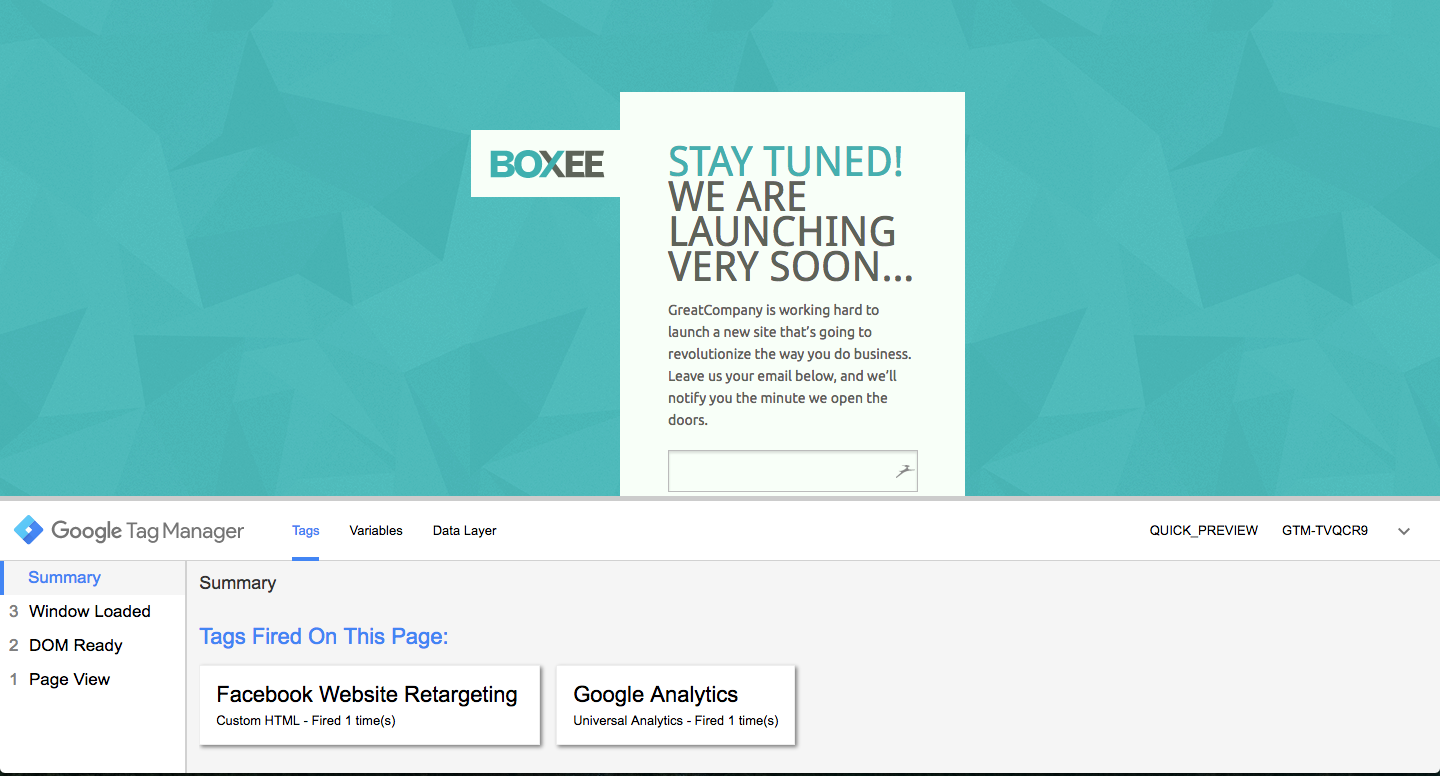 BOXEE
STAY TUNED!
WE ARE
LAUNCHING
VERY SOON...
GreatCompany is working hard to
launch a new site that's going to
revolutionize the way you do business.
Leave us your email below, and we'll
notify you the minute we open the
doors.
Google Tag Manager Tags Variables Data Layer QUICK_PREVIEW GTM-TVQCR9
Summary
3 Window Loaded
2 DOM Ready
1 Page View
Summary
Tags Fired On This Page:
Facebook Website Retargeting
Custom HTML - Fired 1 time(s)
Google Analytics
Universal Analytics - Fired 1 time(s)